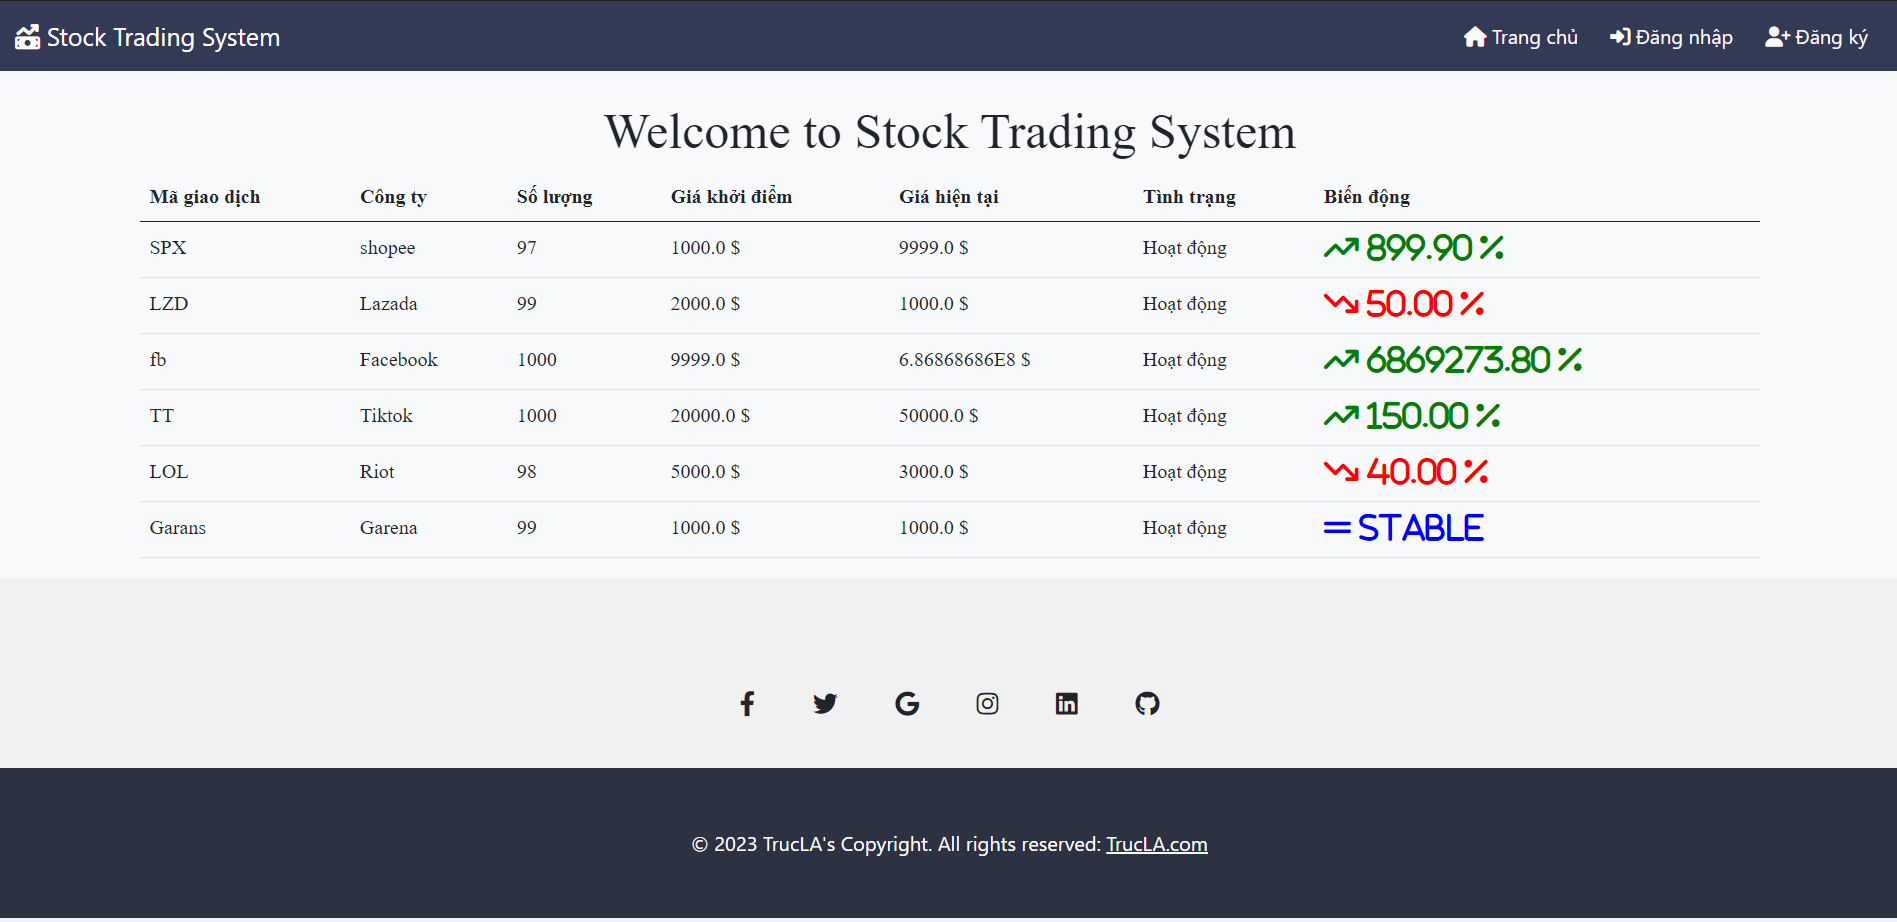 Stock Trading System Trang chủ Đăng nhập Đăng ký
Welcome to Stock Trading System
Mã giao dịch Công ty Số lượng Giá khởi điểm Giá hiện tại Tình trạng Biến động
SPX shopee 97 1000.0 $ 9999.0 $ Hoạt động 899.90 %
LZD Lazada 99 2000.0 $ 1000.0 $ Hoạt động 50.00 %
fb Facebook 1000 9999.0 $ 6.86868686E8 $ Hoạt động 6869273.80 %
TT Tiktok 1000 20000.0 $ 50000.0 $ Hoạt động 150.00 %
LOL Riot 98 5000.0 $ 3000.0 $ Hoạt động 40.00 %
Garans Garena 99 1000.0 $ 1000.0 $ Hoạt động = STABLE
© 2023 TrucLA's Copyright. All rights reserved: TrucLA.com